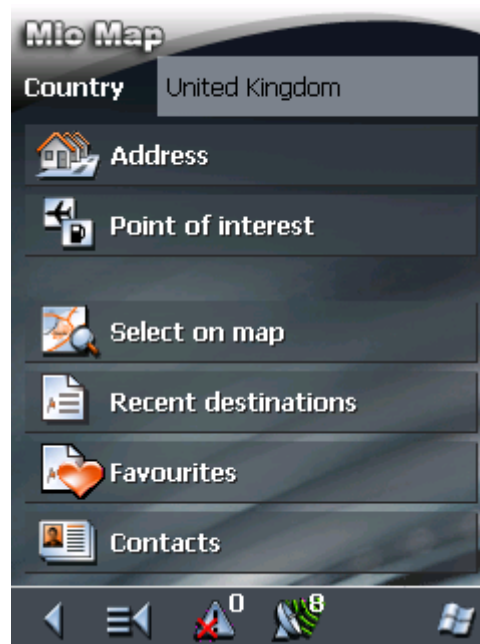 Mio Map
Country United Kingdom
Address
Point of interest
Select on map
Recent destinations
Favourites
Contacts
0 8